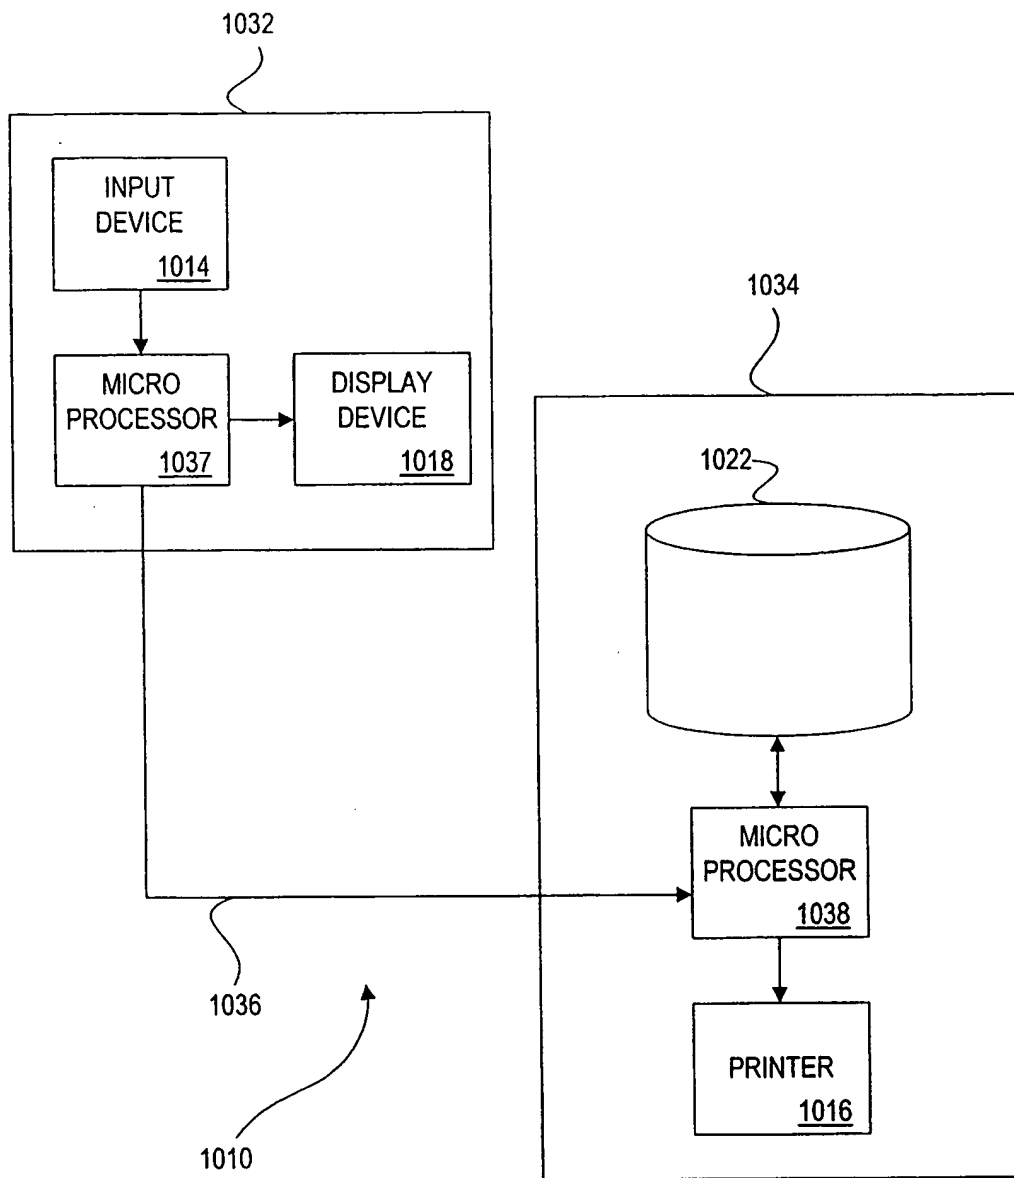 1032
INPUT
DEVICE
1014
MICRO
PROCESSOR
1037
DISPLAY
DEVICE
1018
1034
1022
MICRO
PROCESSOR
1038
1036
PRINTER
1016
1010